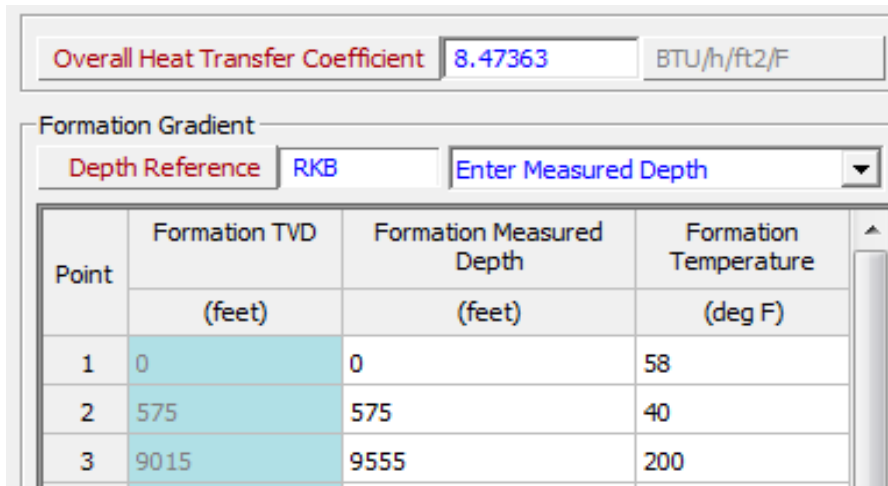 Overall Heat Transfer Coefficient 8.47363 BTU/h/ft2/F
Formation Gradient
Depth Reference RKB Enter Measured Depth
Point Formation TVD Formation Measured Depth Formation Temperature
(feet) (feet) (deg F)
1 0 0 58
2 575 575 40
3 9015 9555 200